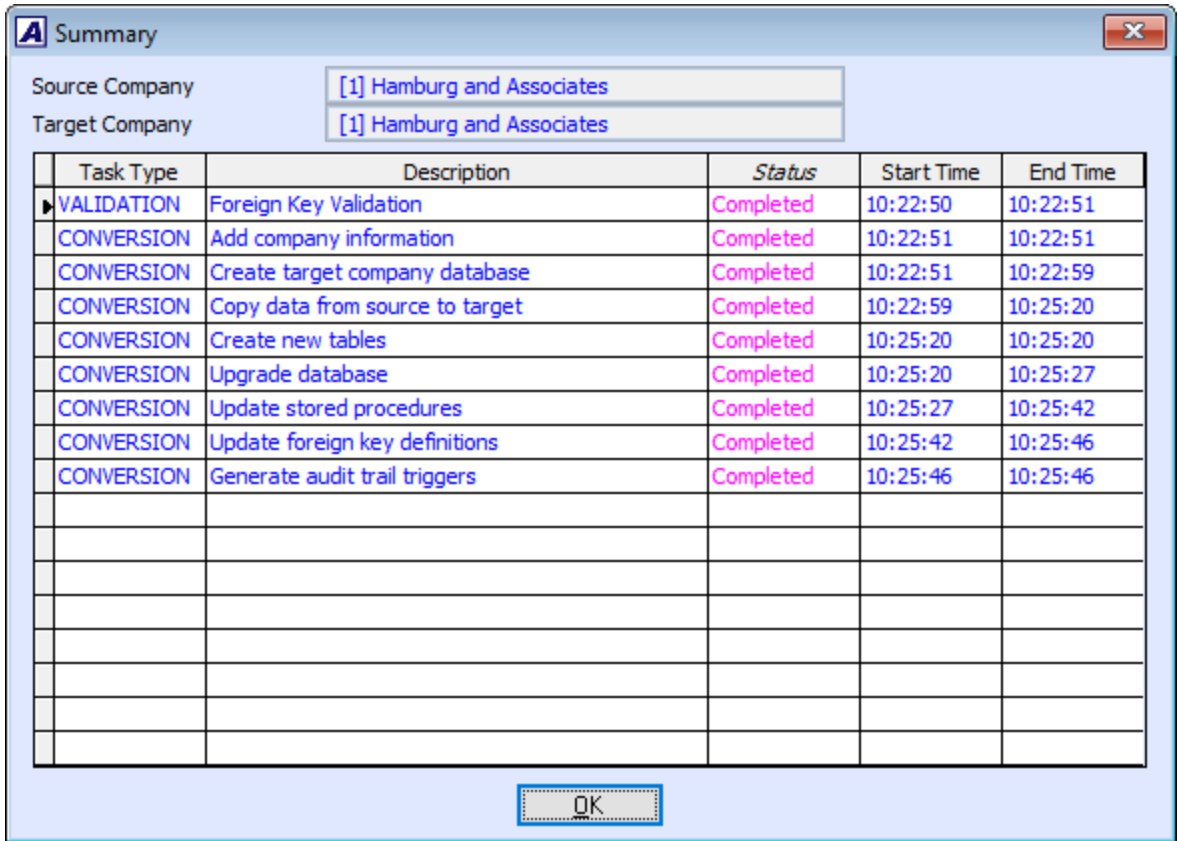 A Summary
Source Company [1] Hamburg and Associates
Target Company [1] Hamburg and Associates
Task Type Description Status Start Time End Time
VALIDATION Foreign Key Validation Completed 10:22:50 10:22:51
CONVERSION Add company information Completed 10:22:51 10:22:51
CONVERSION Create target company database Completed 10:22:51 10:22:59
CONVERSION Copy data from source to target Completed 10:22:59 10:25:20
CONVERSION Create new tables Completed 10:25:20 10:25:20
CONVERSION Upgrade database Completed 10:25:20 10:25:27
CONVERSION Update stored procedures Completed 10:25:27 10:25:42
CONVERSION Update foreign key definitions Completed 10:25:42 10:25:46
CONVERSION Generate audit trail triggers Completed 10:25:46 10:25:46
OK